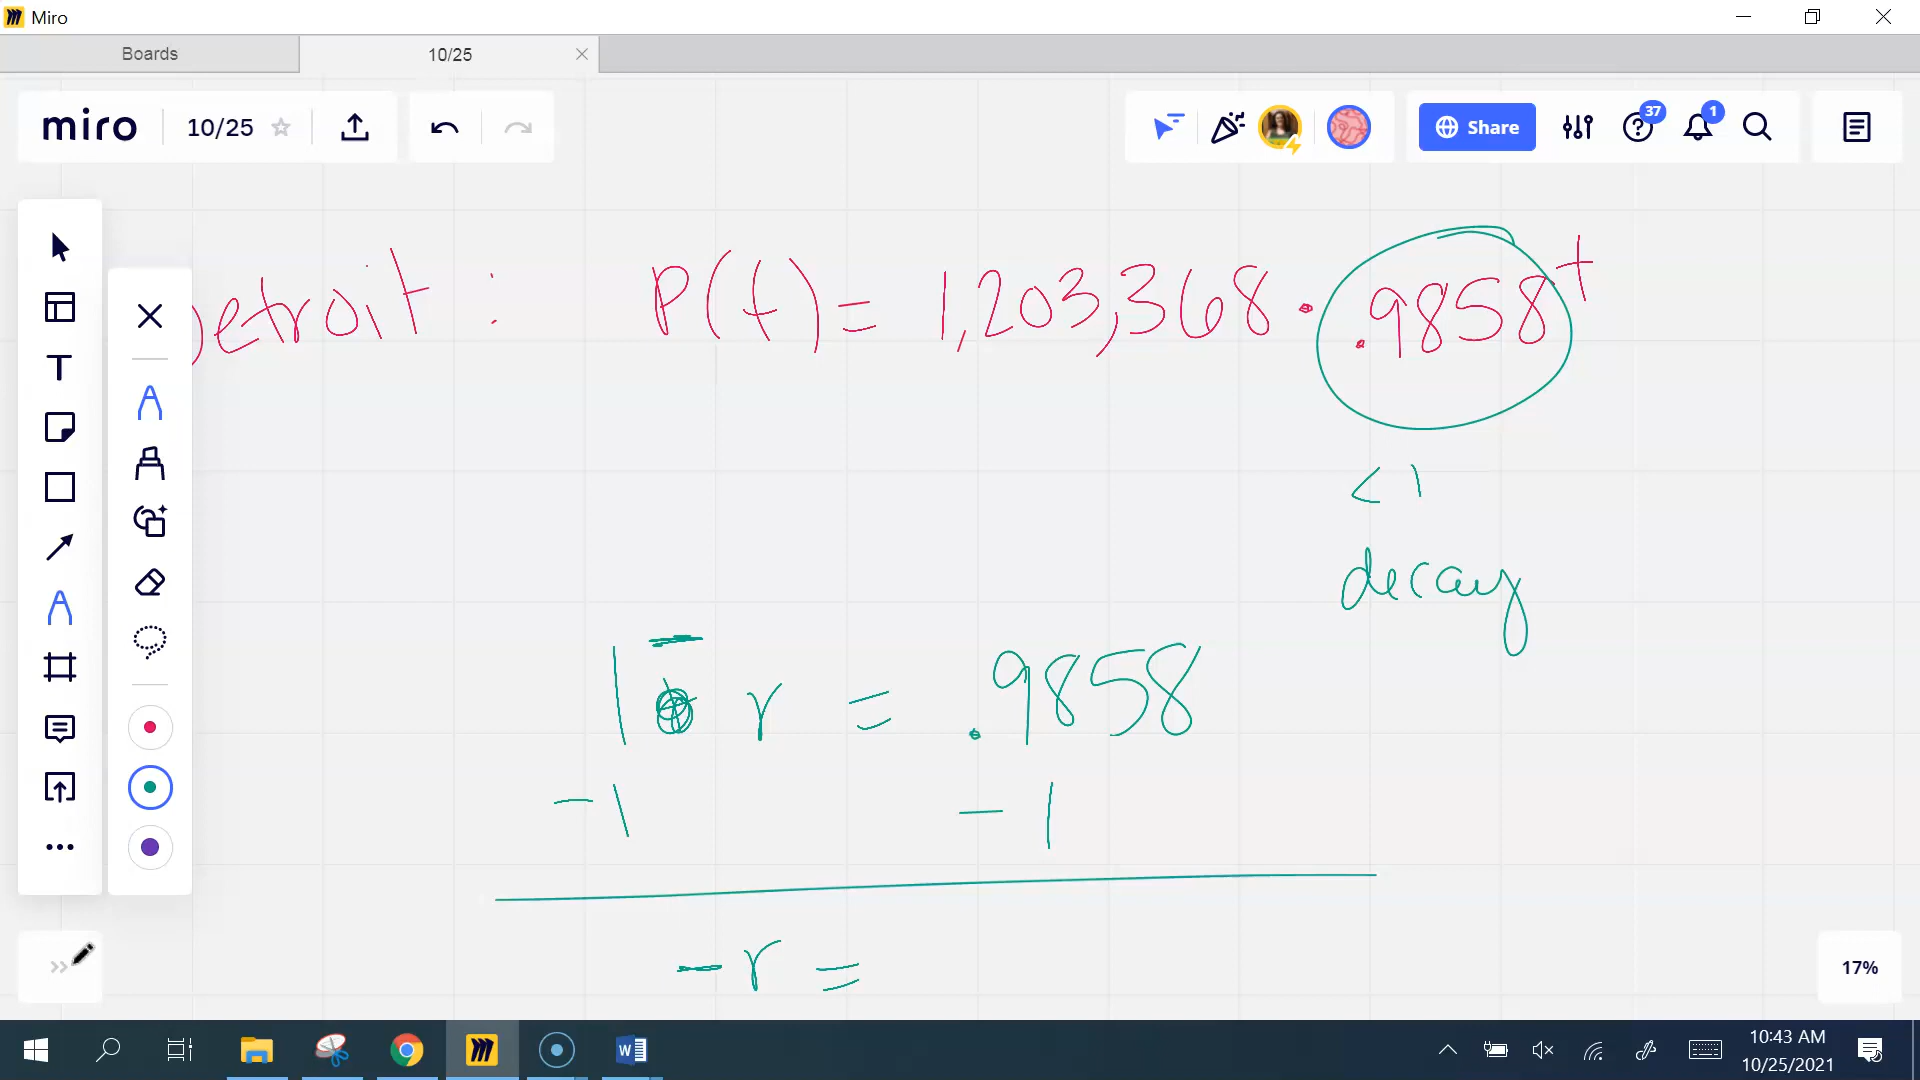 Miro
Boards
10/25
miro
10/25
Share
37
1
T
Detroit : P(t) = 1,203,368 · .9858^t
< 1
decay
1 - r = .9858
-1 -1
-r =
17%
10:43 AM
10/25/2021